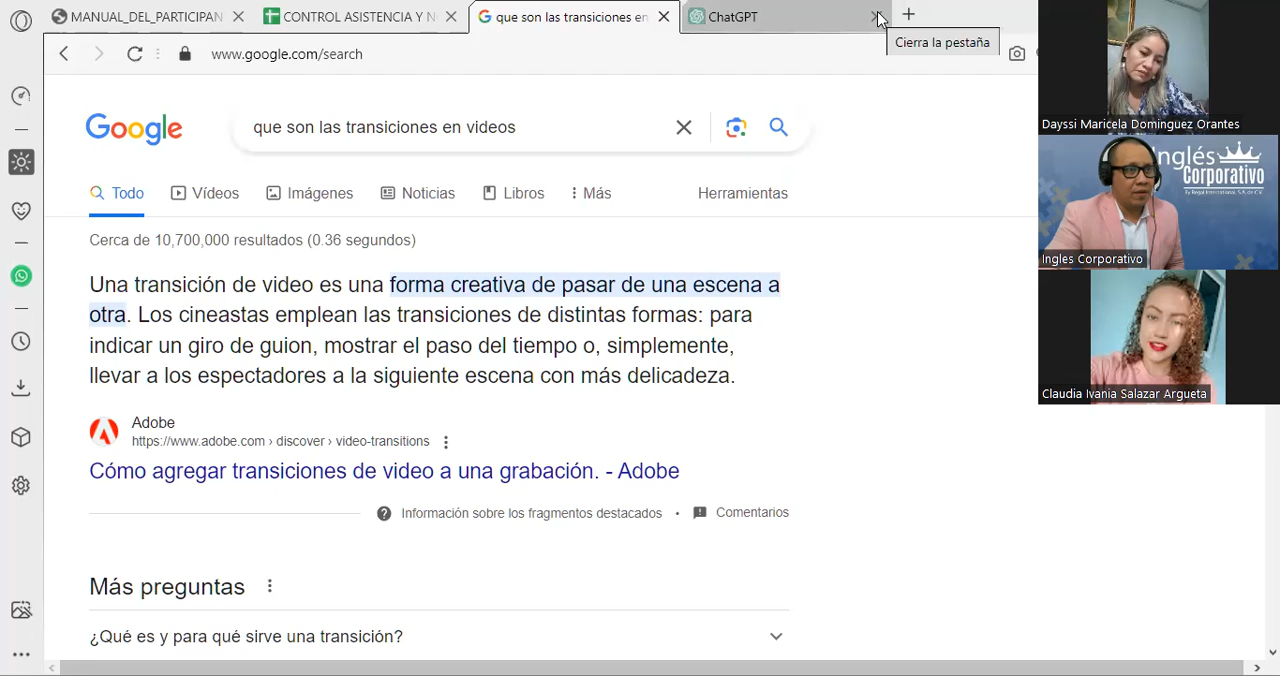 MANUAL_DEL_PARTICIPAN
CONTROL ASISTENCIA Y N
que son las transiciones en
ChatGPT
Cierra la pestaña
www.google.com/search
Google
que son las transiciones en videos
Todo
Vídeos
Imágenes
Noticias
Libros
Más
Herramientas
Cerca de 10,700,000 resultados (0.36 segundos)
Una transición de video es una forma creativa de pasar de una escena a
otra. Los cineastas emplean las transiciones de distintas formas: para
indicar un giro de guion, mostrar el paso del tiempo o, simplemente,
llevar a los espectadores a la siguiente escena con más delicadeza.
Adobe
https://www.adobe.com › discover › video-transitions
Cómo agregar transiciones de video a una grabación. - Adobe
Información sobre los fragmentos destacados
Comentarios
Más preguntas
¿Qué es y para qué sirve una transición?
Dayssi Maricela Dominguez Orantes
Inglés
Corporativo
By Regal International, S.A. de C.V.
Ingles Corporativo
Claudia Ivania Salazar Argueta